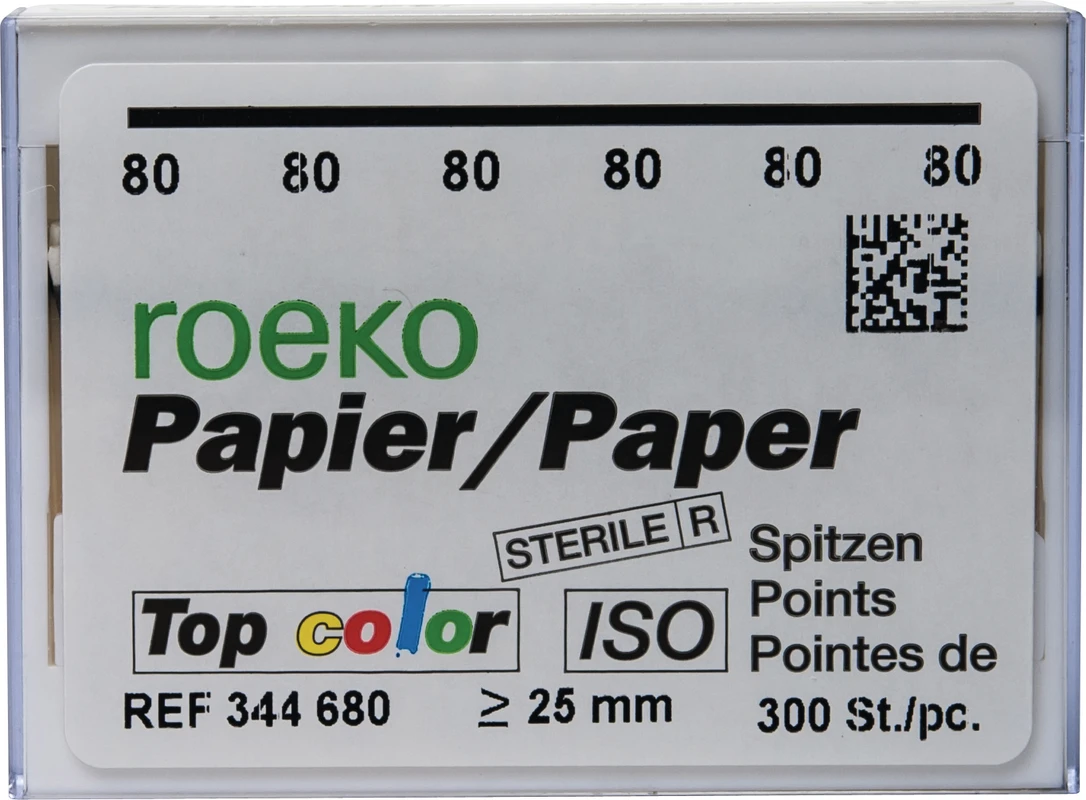 80 80 80 80 80 80
roeko
Papier/Paper
STERILE R
Spitzen
Points
Pointes de
Top color
ISO
REF 344 680
≥ 25 mm
300 St./pc.